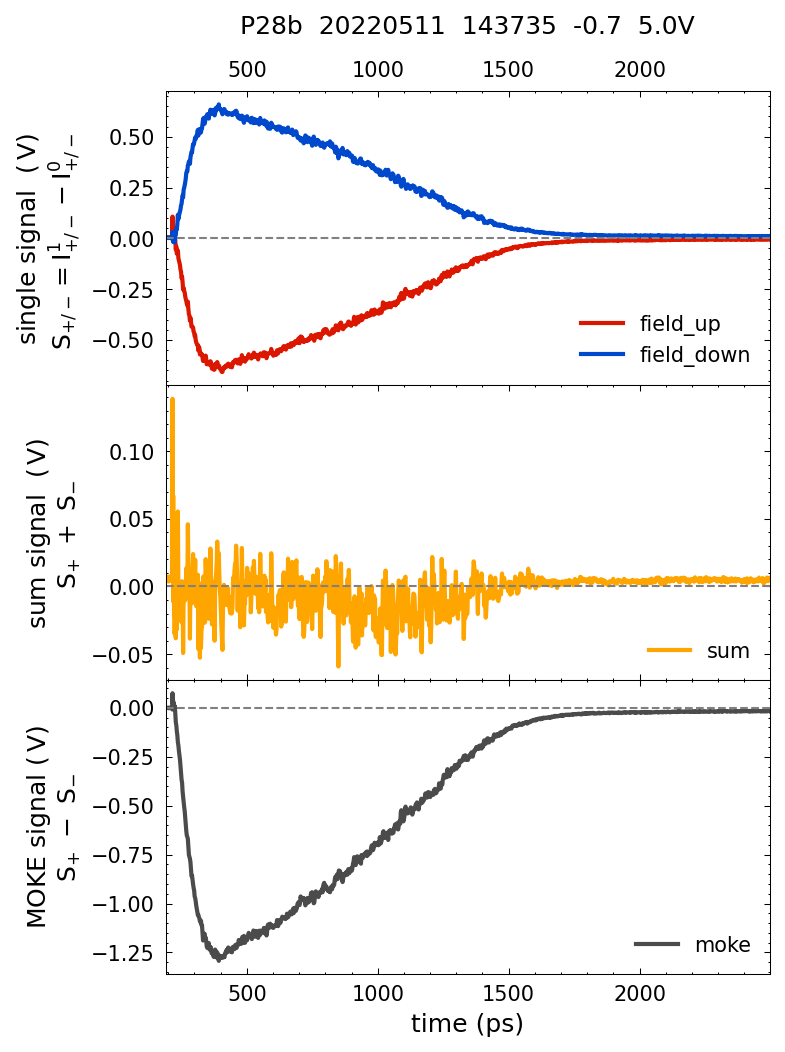 P28b 20220511 143735 -0.7 5.0V
500 1000 1500 2000
single signal (V)
S₊/₋ = I¹₊/₋ − I⁰₊/₋
0.50
0.25
0.00
−0.25
−0.50
field_up
field_down
sum signal (V)
S₊ + S₋
0.10
0.05
0.00
−0.05
sum
MOKE signal (V)
S₊ − S₋
0.00
−0.25
−0.50
−0.75
−1.00
−1.25
moke
500 1000 1500 2000
time (ps)